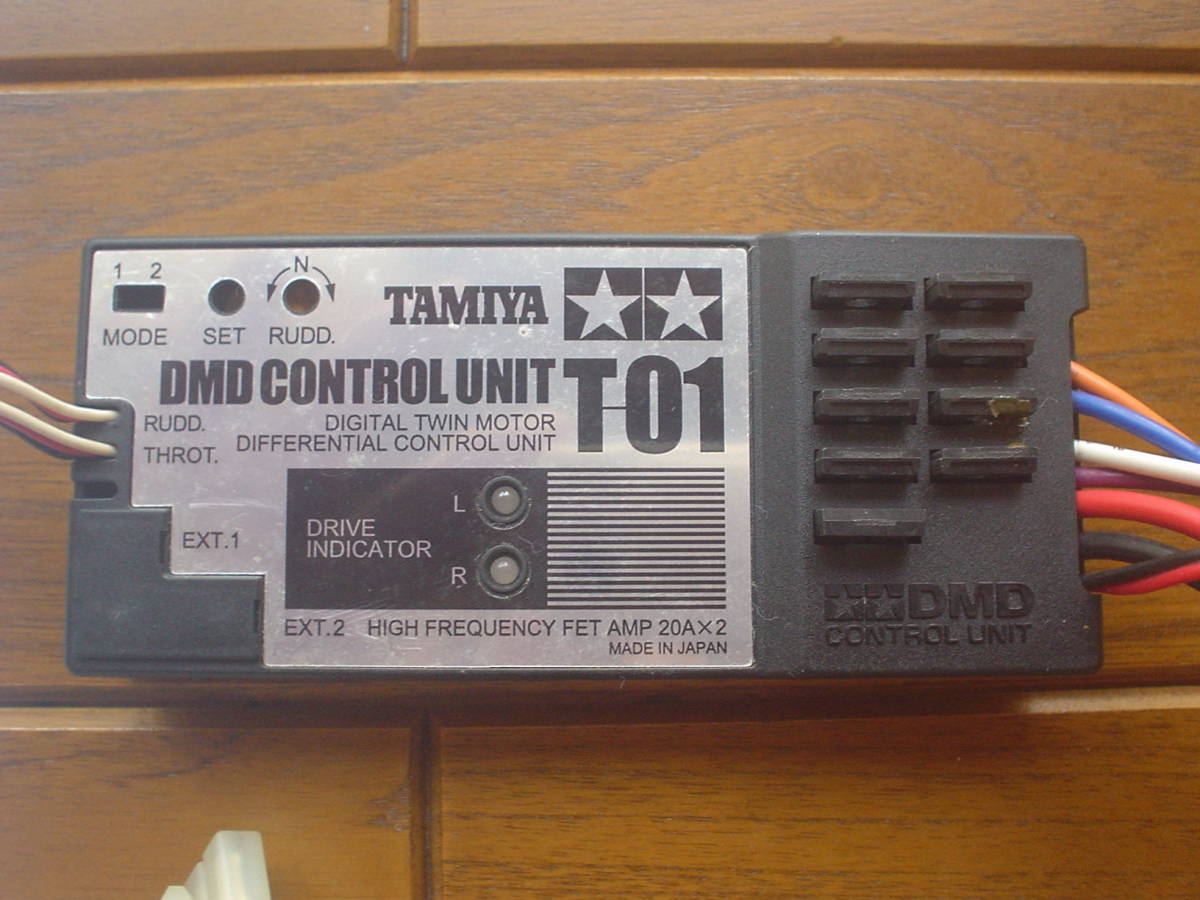 1 2
N
MODE SET RUDD.
TAMIYA
DMD CONTROL UNIT T-01
RUDD. DIGITAL TWIN MOTOR
THROT. DIFFERENTIAL CONTROL UNIT
L
EXT.1
DRIVE
INDICATOR
R
EXT.2 HIGH FREQUENCY FET AMP 20A×2
MADE IN JAPAN
DMD
CONTROL UNIT